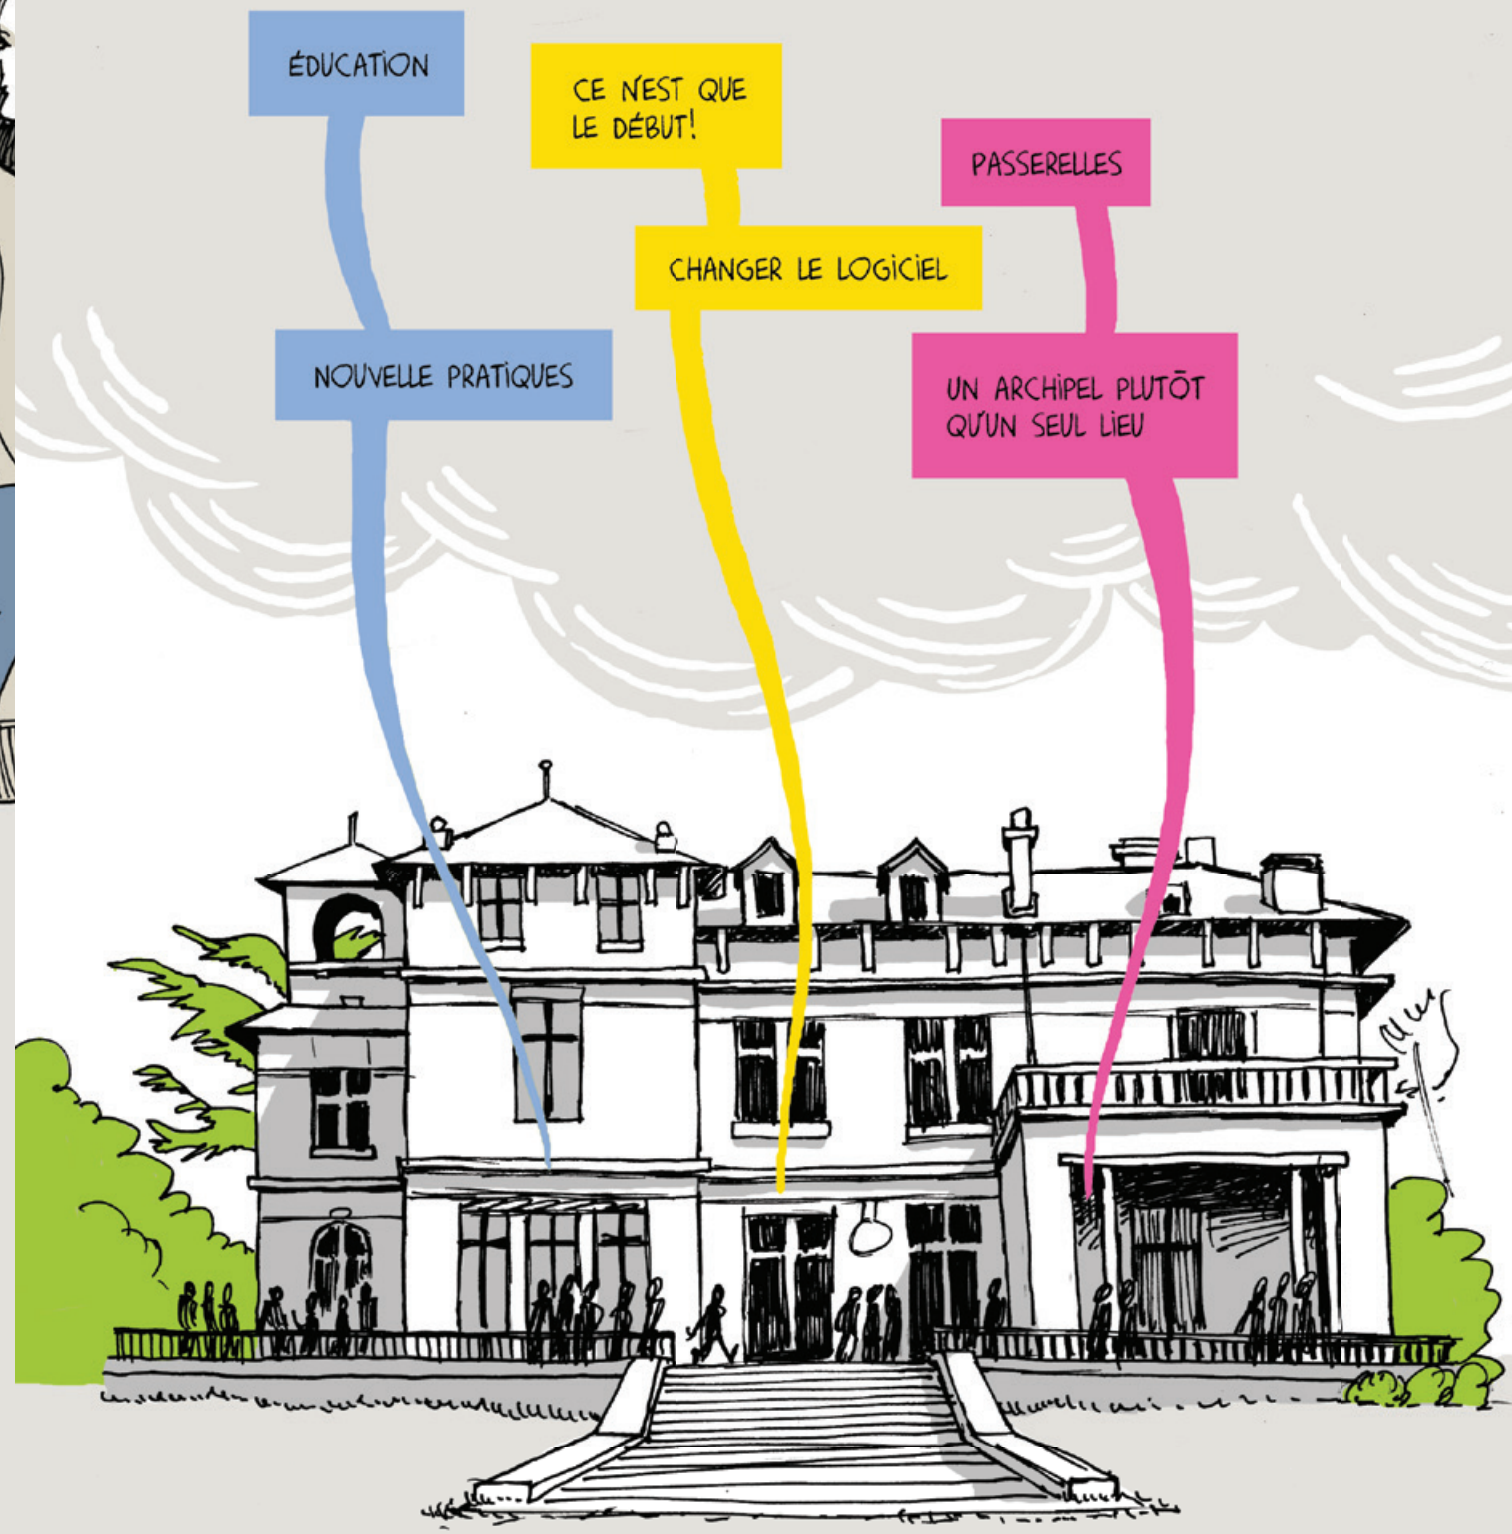 ÉDUCATION
NOUVELLE PRATIQUES
CE N'EST QUE
LE DÉBUT!
CHANGER LE LOGICIEL
PASSERELLES
UN ARCHIPEL PLUTÔT
QU'UN SEUL LIEU